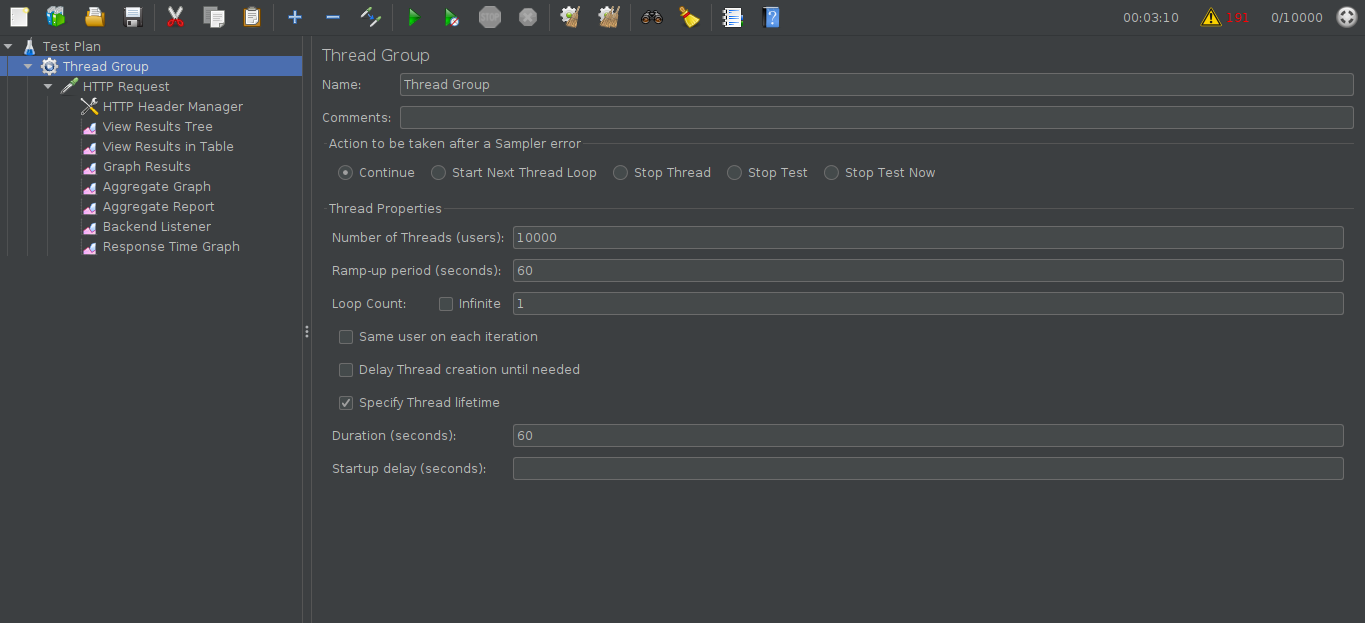 STOP
00:03:10 191 0/10000
Test Plan
Thread Group
HTTP Request
HTTP Header Manager
View Results Tree
View Results in Table
Graph Results
Aggregate Graph
Aggregate Report
Backend Listener
Response Time Graph
Thread Group
Name: Thread Group
Comments:
Action to be taken after a Sampler error
Continue Start Next Thread Loop Stop Thread Stop Test Stop Test Now
Thread Properties
Number of Threads (users): 10000
Ramp-up period (seconds): 60
Loop Count: Infinite 1
Same user on each iteration
Delay Thread creation until needed
Specify Thread lifetime
Duration (seconds): 60
Startup delay (seconds):